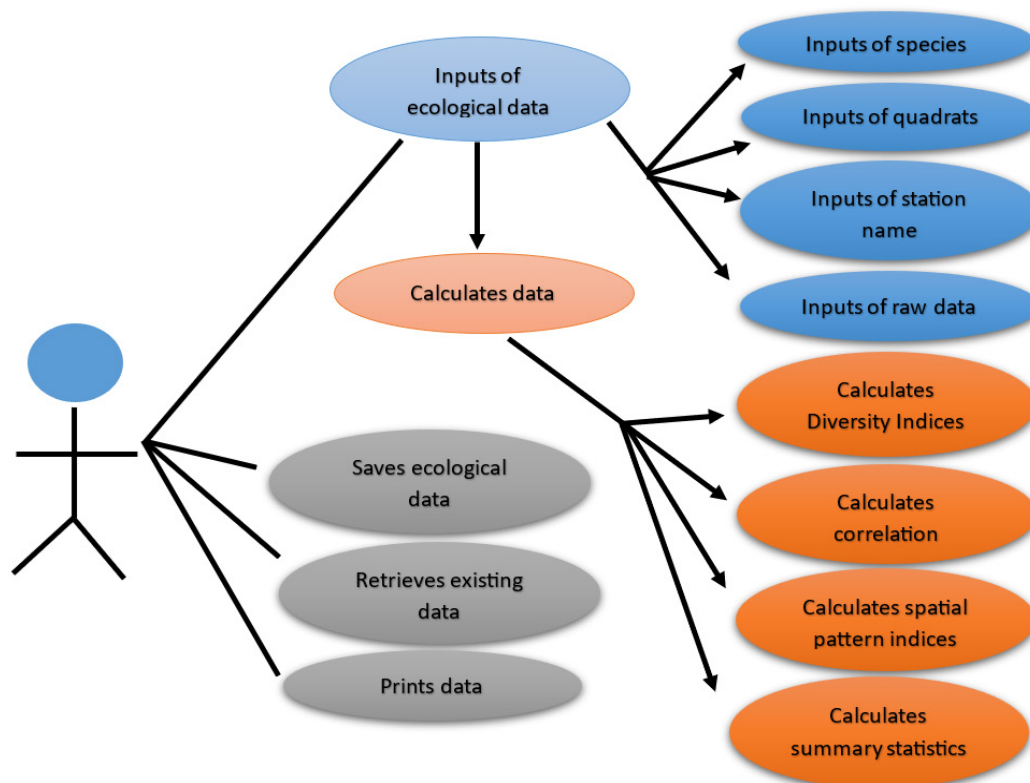 Inputs of
ecological data
Inputs of species
Inputs of quadrats
Inputs of station
name
Inputs of raw data
Calculates data
Calculates
Diversity Indices
Calculates
correlation
Calculates spatial
pattern indices
Calculates
summary statistics
Saves ecological
data
Retrieves existing
data
Prints data